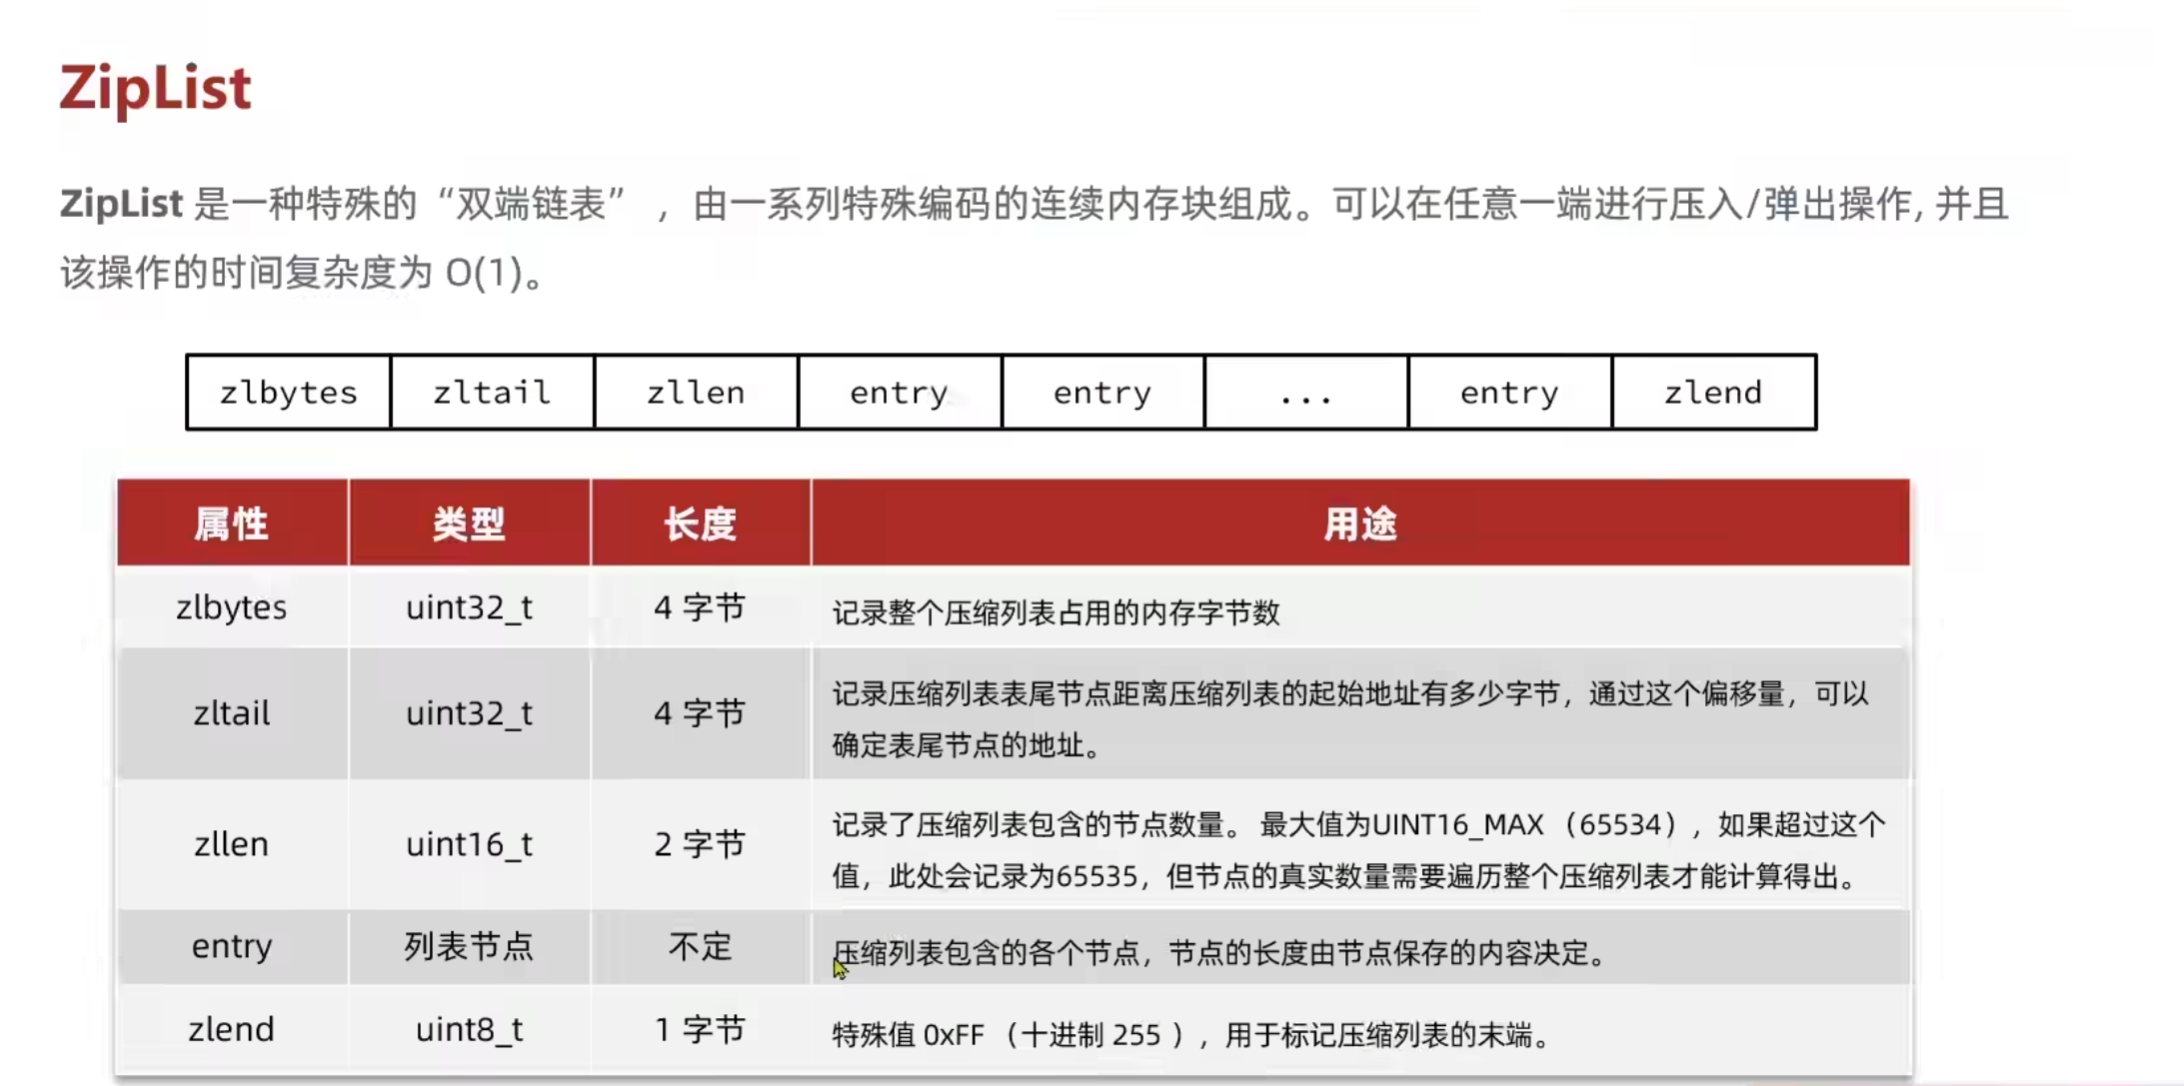 ZipList
ZipList 是一种特殊的“双端链表” ，由一系列特殊编码的连续内存块组成。可以在任意一端进行压入/弹出操作, 并且
该操作的时间复杂度为 O(1)。
zlbytes zltail zllen entry entry ... entry zlend
属性 类型 长度 用途
zlbytes uint32_t 4 字节 记录整个压缩列表占用的内存字节数
zltail uint32_t 4 字节 记录压缩列表表尾节点距离压缩列表的起始地址有多少字节，通过这个偏移量，可以
确定表尾节点的地址。
zllen uint16_t 2 字节 记录了压缩列表包含的节点数量。 最大值为UINT16_MAX （65534），如果超过这个
值，此处会记录为65535，但节点的真实数量需要遍历整个压缩列表才能计算得出。
entry 列表节点 不定 压缩列表包含的各个节点，节点的长度由节点保存的内容决定。
zlend uint8_t 1 字节 特殊值 0xFF （十进制 255 ），用于标记压缩列表的末端。